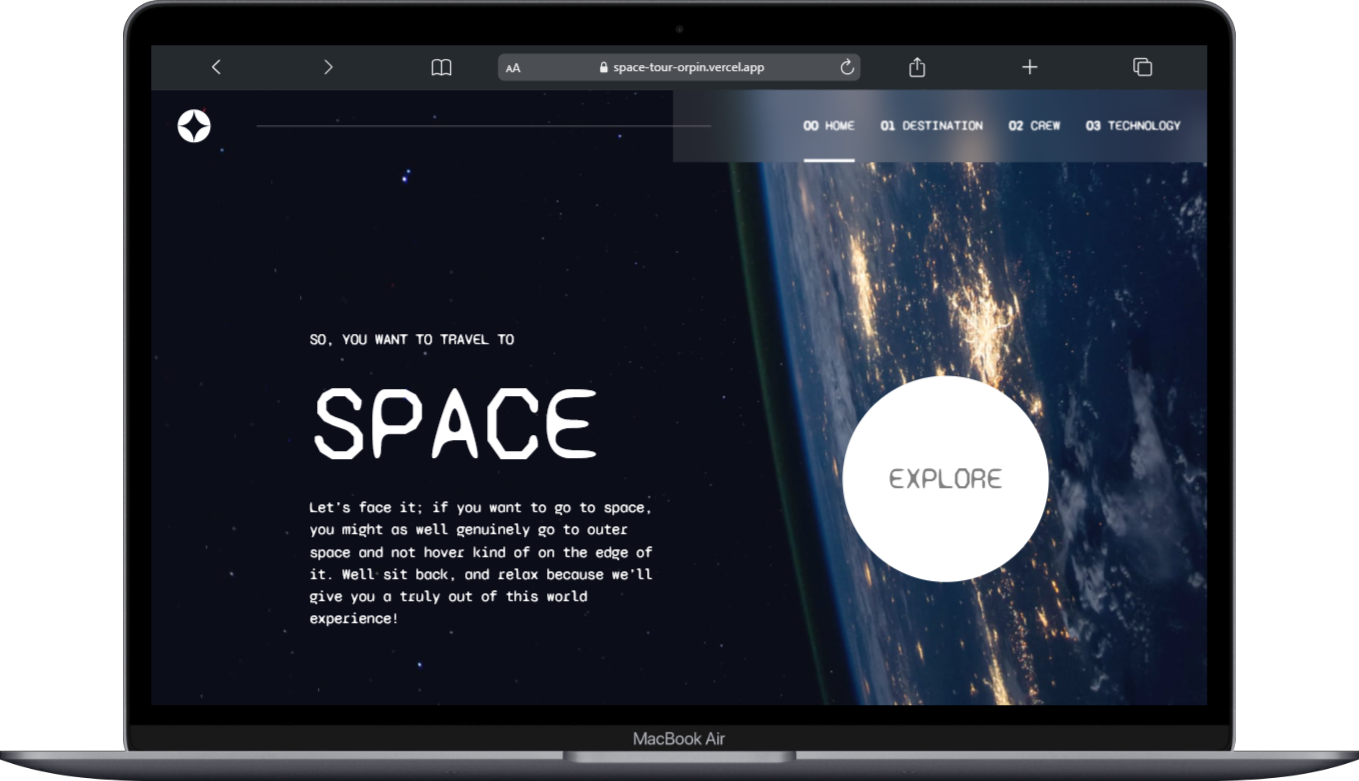 AA space-tour-orpin.vercel.app
00 HOME 01 DESTINATION 02 CREW 03 TECHNOLOGY
SO, YOU WANT TO TRAVEL TO
SPACE
Let's face it; if you want to go to space,
you might as well genuinely go to outer
space and not hover kind of on the edge of
it. Well sit back, and relax because we'll
give you a truly out of this world
experience!
EXPLORE
MacBook Air